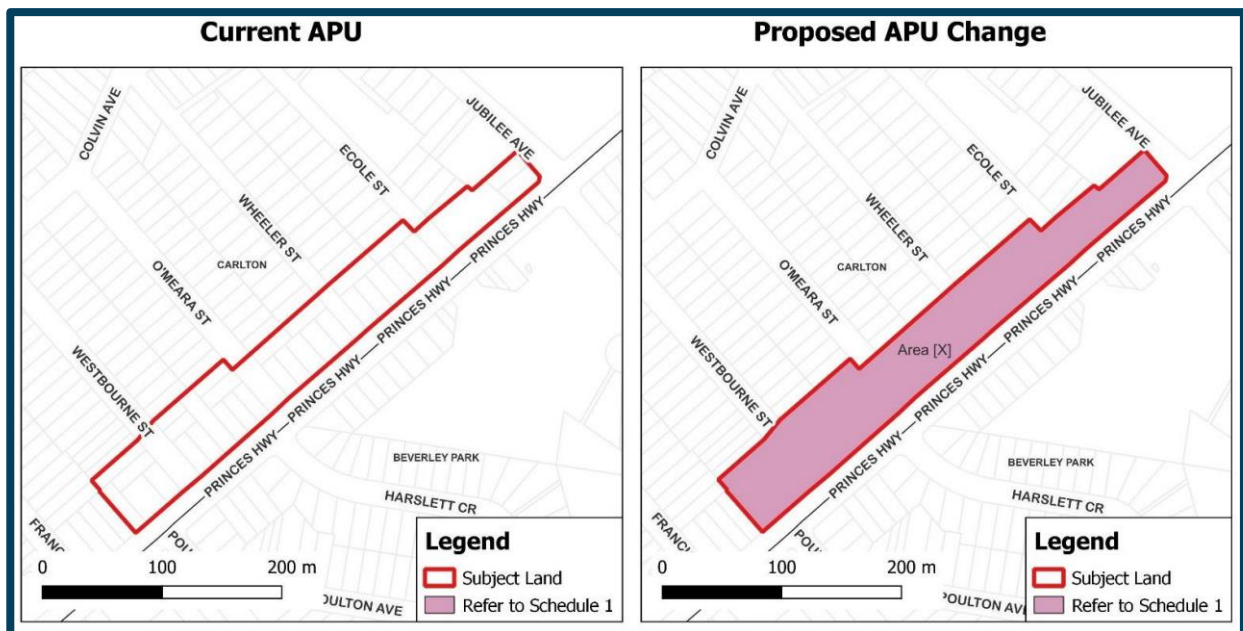 Current APU
COLVIN AVE
JUBILEE AVE
ECOLE ST
WHEELER ST
PRINCES HWY
CARLTON
O'MEARA ST
PRINCES HWY
PRINCES HWY
WESTBOURNE ST
PRINCES HWY
BEVERLEY PARK
HARSLETT CR
Legend
Subject Land
Refer to Schedule 1
0 100 200 m
POULTON AVE
Proposed APU Change
COLVIN AVE
JUBILEE AVE
ECOLE ST
WHEELER ST
PRINCES HWY
CARLTON
O'MEARA ST
PRINCES HWY
Area [X]
PRINCES HWY
WESTBOURNE ST
PRINCES HWY
BEVERLEY PARK
HARSLETT CR
Legend
Subject Land
Refer to Schedule 1
0 100 200 m
POULTON AVE